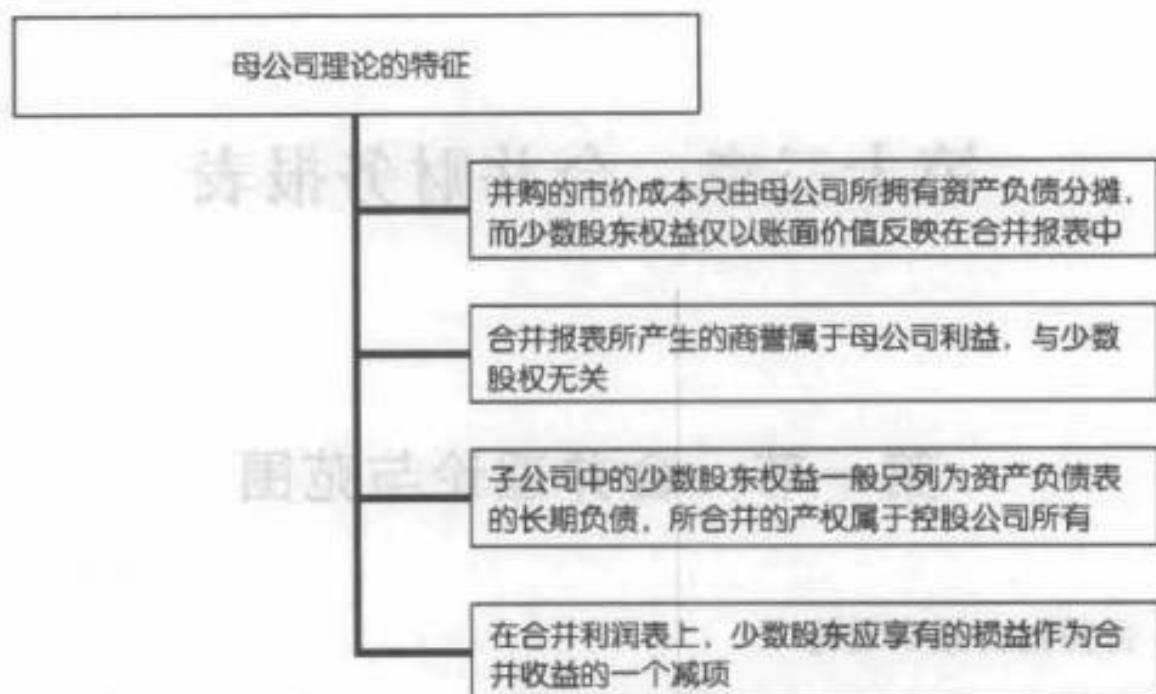 母公司理论的特征
并购的市价成本只由母公司所拥有资产负债分摊，
而少数股东权益仅以账面价值反映在合并报表中
合并报表所产生的商誉属于母公司利益，与少数
股权无关
子公司中的少数股东权益一般只列为资产负债表
的长期负债，所合并的产权属于控股公司所有
在合并利润表上，少数股东应享有的损益作为合
并收益的一个减项